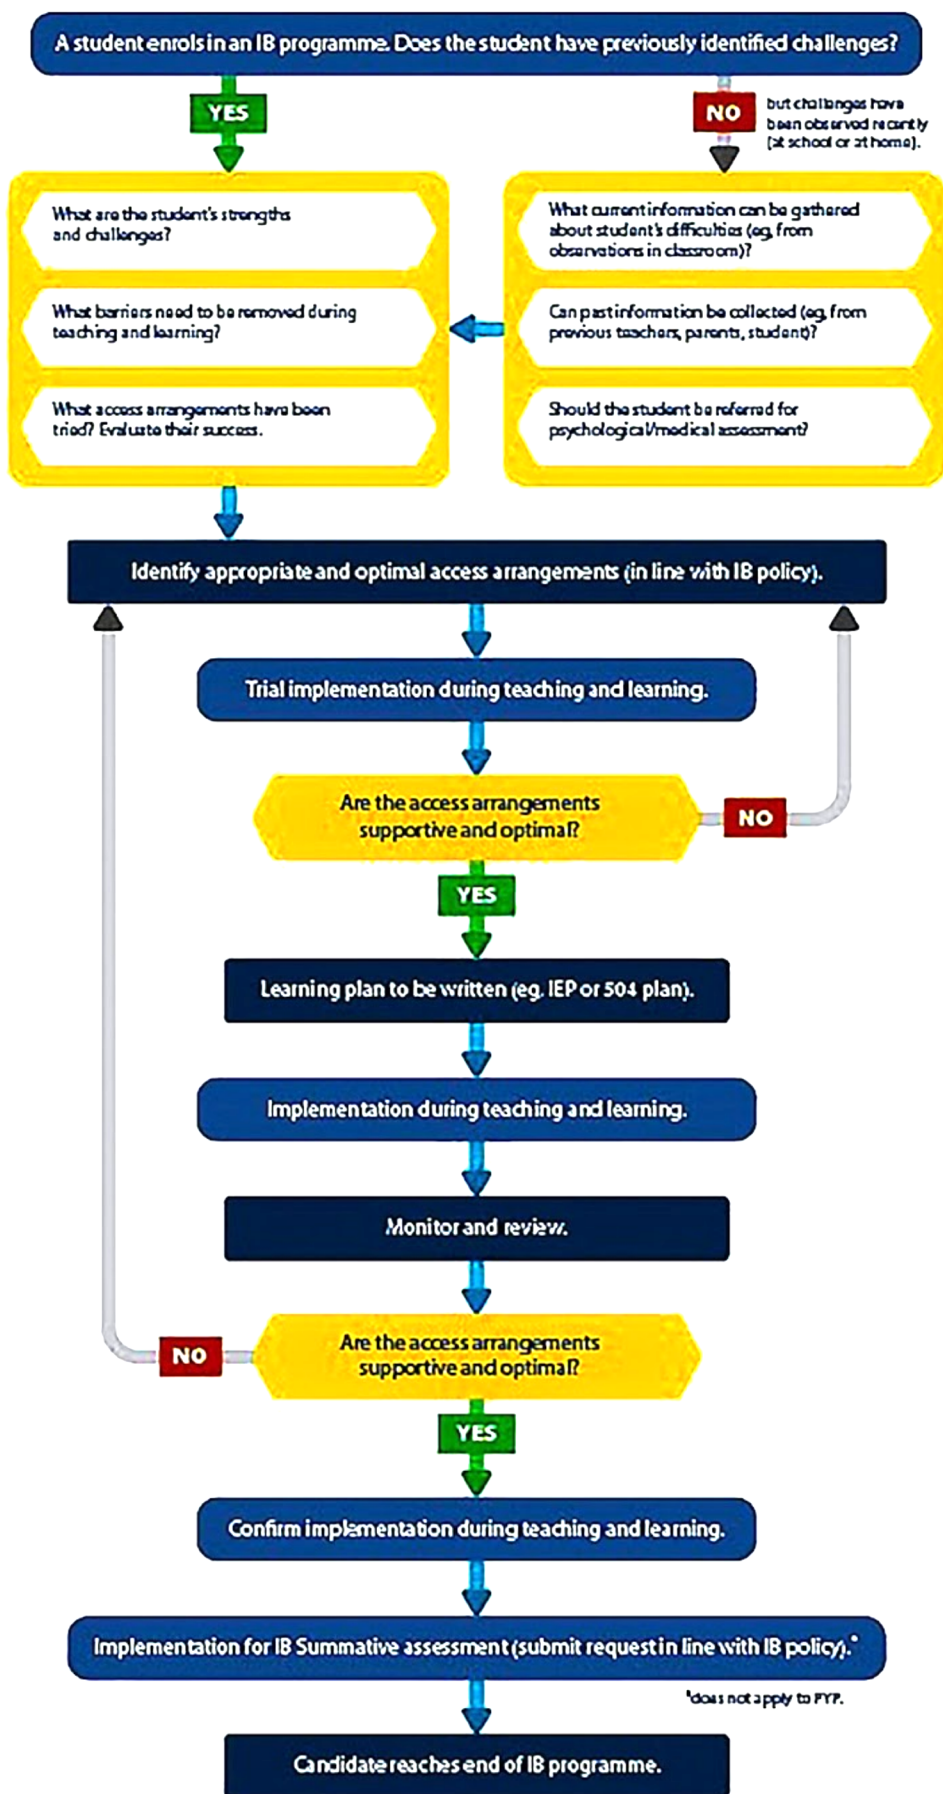 A student enrols in an IB programme. Does the student have previously identified challenges?
YES
NO
but challenges have
been observed recently
(at school or at home).
What are the student's strengths
and challenges?
What barriers need to be removed during
teaching and learning?
What access arrangements have been
tried? Evaluate their success.
What current information can be gathered
about student's difficulties (eg, from
observations in classroom)?
Can past information be collected (eg, from
previous teachers, parents, student)?
Should the student be referred for
psychological/medical assessment?
Identify appropriate and optimal access arrangements (in line with IB policy).
Trial implementation during teaching and learning.
Are the access arrangements
supportive and optimal?
NO
YES
Learning plan to be written (eg. IEP or 504 plan).
Implementation during teaching and learning.
Monitor and review.
Are the access arrangements
supportive and optimal?
NO
YES
Confirm implementation during teaching and learning.
Implementation for IB Summative assessment (submit request in line with IB policy).*
*does not apply to PYP.
Candidate reaches end of IB programme.